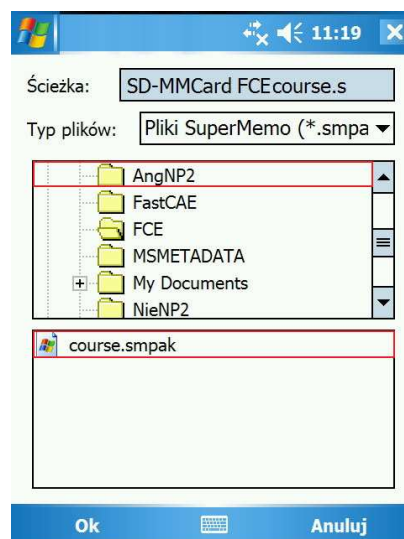 11:19
Ścieżka: SD-MMCard FCEcourse.s
Typ plików: Pliki SuperMemo (*.smpa
AngNP2
FastCAE
FCE
MSMETADATA
My Documents
NieNP2
course.smpak
Ok Anuluj